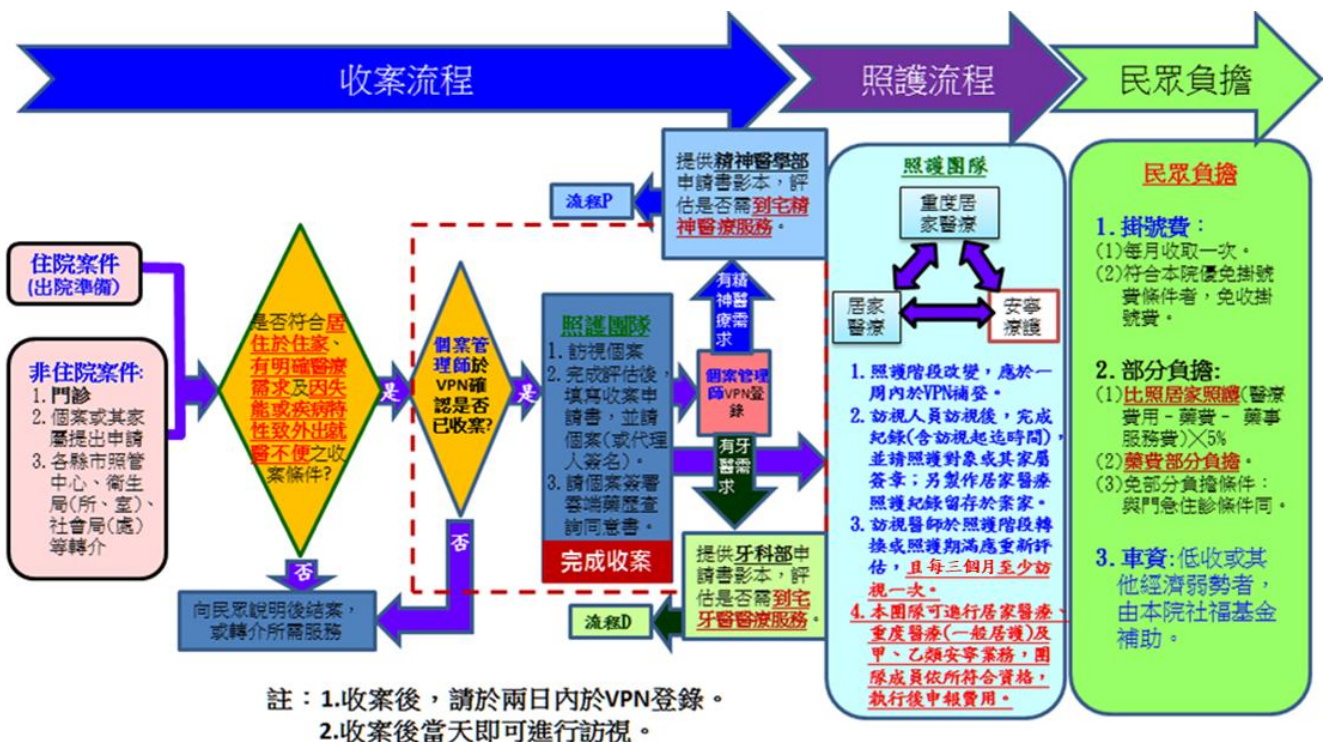 收案流程
照護流程
民眾負擔
住院案件
(出院準備)
非住院案件:
1. 門診
2. 個案或其家
屬提出申請
3. 各縣市照管
中心、衛生
局(所、室)、
社會局(處)
等轉介
是否符合居
住於住家、
有明確醫療
需求及因失
能或疾病特
性致外出就
醫不便之收
案條件?
是
否
向民眾說明後結案，
或轉介所需服務
個案管
理師於
VPN確
認是否
已收案?
是
否
照護團隊
1. 訪視個案
2. 完成評估後，
填寫收案申
請書，並請
個案(或代理
人簽名)。
3. 請個案簽署
雲端藥歷查
詢同意書。
完成收案
個案管理
師VPN登
錄
有精
神醫
療需
求
提供精神醫學部
申請書影本，評
估是否需到宅精
神醫療服務。
流程P
有牙
醫需
求
提供牙科部申
請書影本，評
估是否需到宅
牙醫醫療服務。
流程D
照護團隊
重度居
家醫療
居家
醫療
安寧
療護
1. 照護階段改變，應於一
周內於VPN補登。
2. 訪視人員訪視後，完成
紀錄(含訪視起迄時間)，
並請照護對象或其家屬
簽章；另製作居家醫療
照護紀錄留存於案家。
3. 訪視醫師於照護階段轉
換或照護期滿應重新評
估，且每三個月至少訪
視一次。
4. 本團隊可進行居家醫療、
重度醫療(一般居護)及
甲、乙類安寧業務，團
隊成員依所符合資格，
執行後申報費用。
民眾負擔
1. 掛號費：
(1)每月收取一次。
(2)符合本院優免掛號
費條件者，免收掛
號費。
2. 部分負擔:
(1)比照居家照護(醫療
費用－藥費－ 藥事
服務費)╳5%
(2)藥費部分負擔。
(3)免部分負擔條件：
與門急住診條件同。
3. 車資:低收或其
他經濟弱勢者，
由本院社福基金
補助。
註：1.收案後，請於兩日內於VPN登錄。
2.收案後當天即可進行訪視。